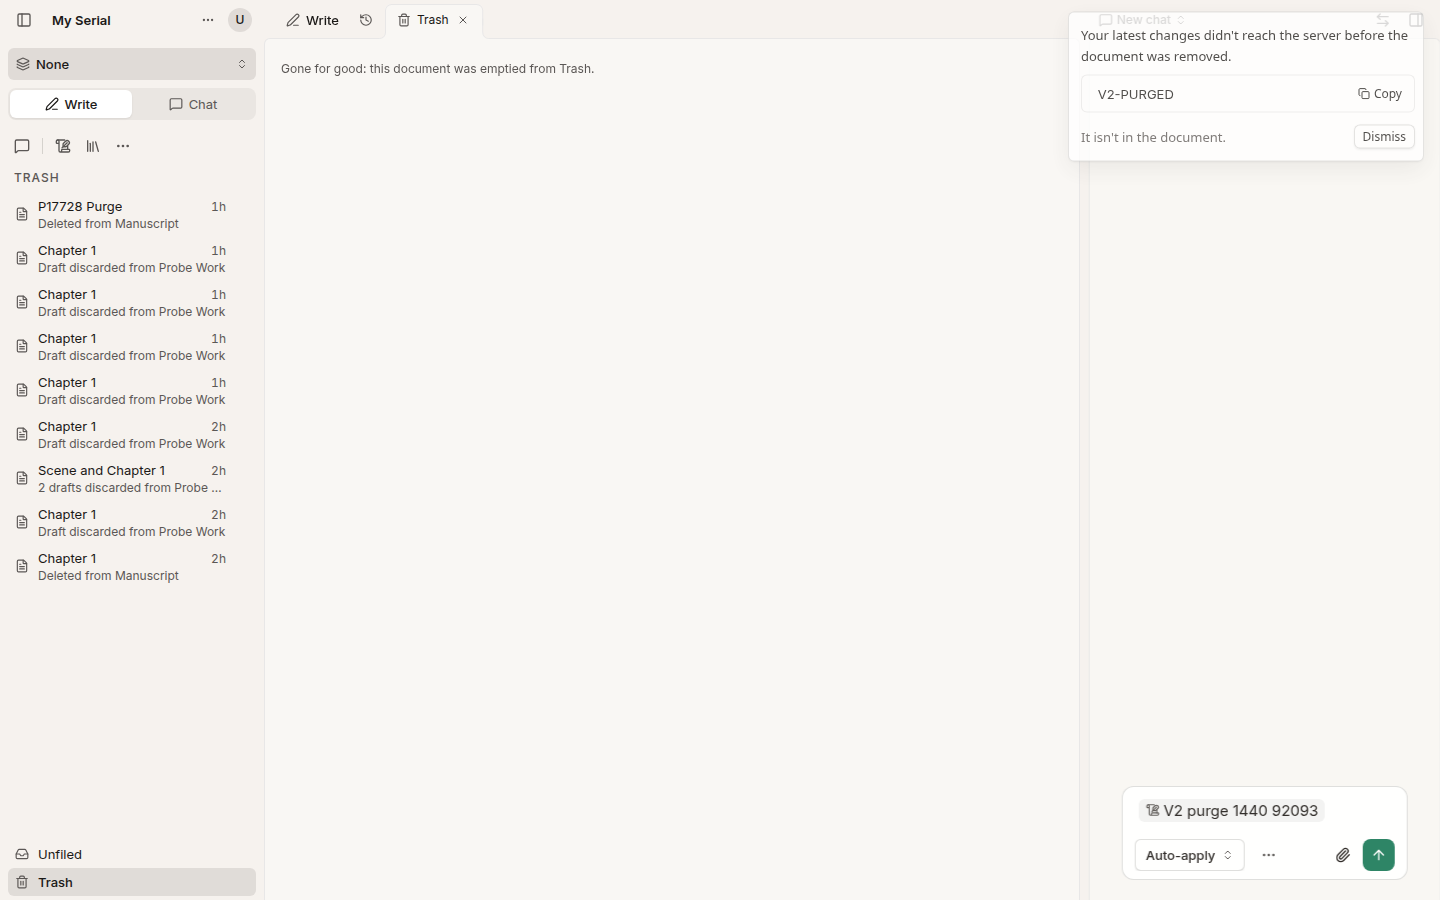 My Serial
U
None
Write
Chat
TRASH
P17728 Purge 1h
Deleted from Manuscript
Chapter 1 1h
Draft discarded from Probe Work
Chapter 1 1h
Draft discarded from Probe Work
Chapter 1 1h
Draft discarded from Probe Work
Chapter 1 1h
Draft discarded from Probe Work
Chapter 1 2h
Draft discarded from Probe Work
Scene and Chapter 1 2h
2 drafts discarded from Probe ...
Chapter 1 2h
Draft discarded from Probe Work
Chapter 1 2h
Deleted from Manuscript
Unfiled
Trash
Write
Trash
Gone for good: this document was emptied from Trash.
New chat
Your latest changes didn't reach the server before the
document was removed.
V2-PURGED
Copy
It isn't in the document.
Dismiss
V2 purge 1440 92093
Auto-apply